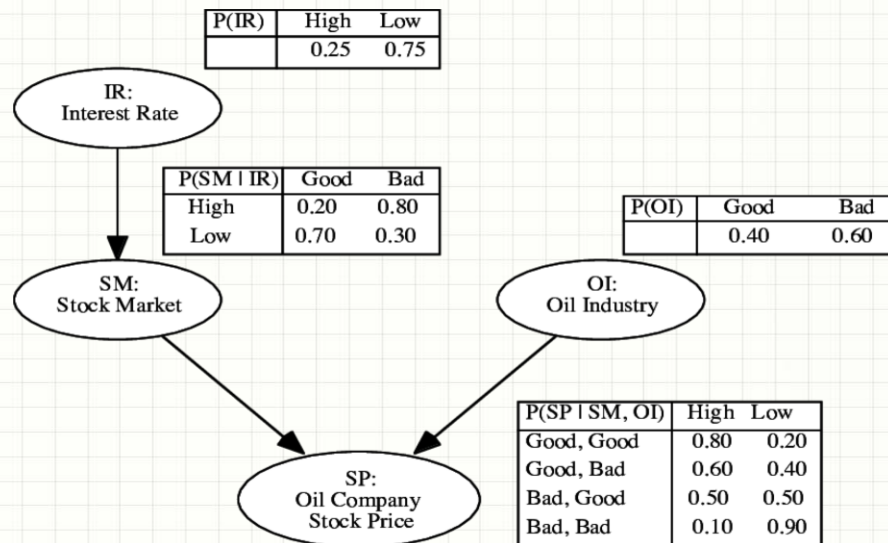 P(IR) High Low
0.25 0.75
IR:
Interest Rate
P(SM | IR) Good Bad
High 0.20 0.80
Low 0.70 0.30
P(OI) Good Bad
0.40 0.60
SM:
Stock Market
OI:
Oil Industry
P(SP | SM, OI) High Low
Good, Good 0.80 0.20
Good, Bad 0.60 0.40
Bad, Good 0.50 0.50
Bad, Bad 0.10 0.90
SP:
Oil Company
Stock Price